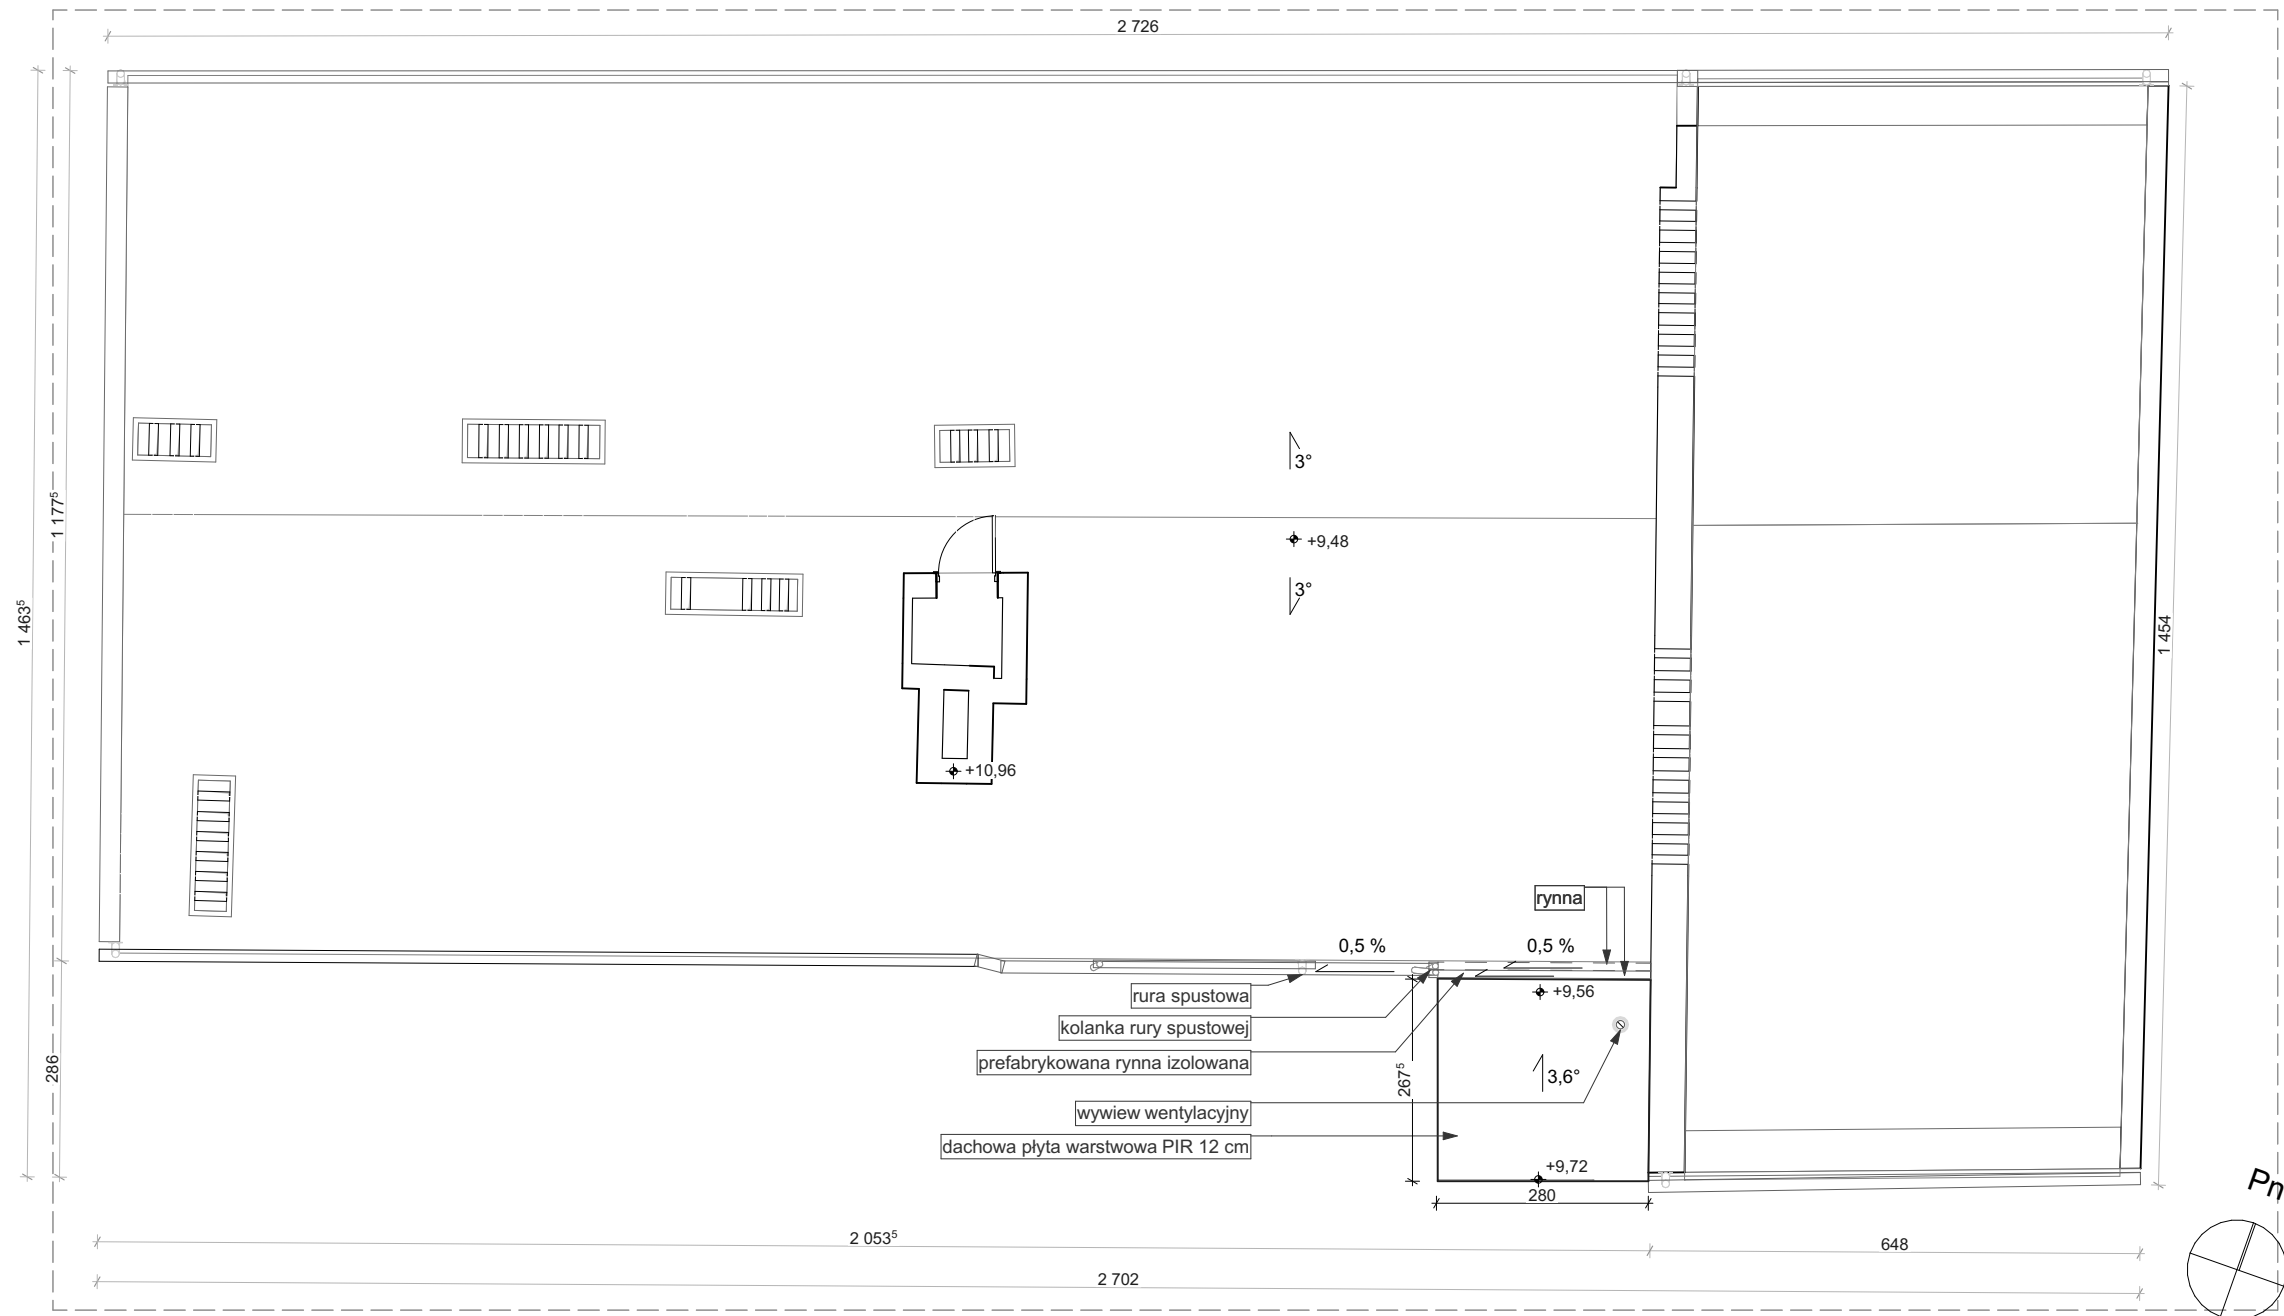 2 726
3°
+9,48
3°
1 177⁵
1 463⁵
1 454
+10,96
rynna
0,5 %
0,5 %
rura spustowa
+9,56
kolanka rury spustowej
prefabrykowana rynna izolowana
286
267⁵
3,6°
wywiew wentylacyjny
dachowa płyta warstwowa PIR 12 cm
+9,72
280
Pn
2 053⁵
648
2 702